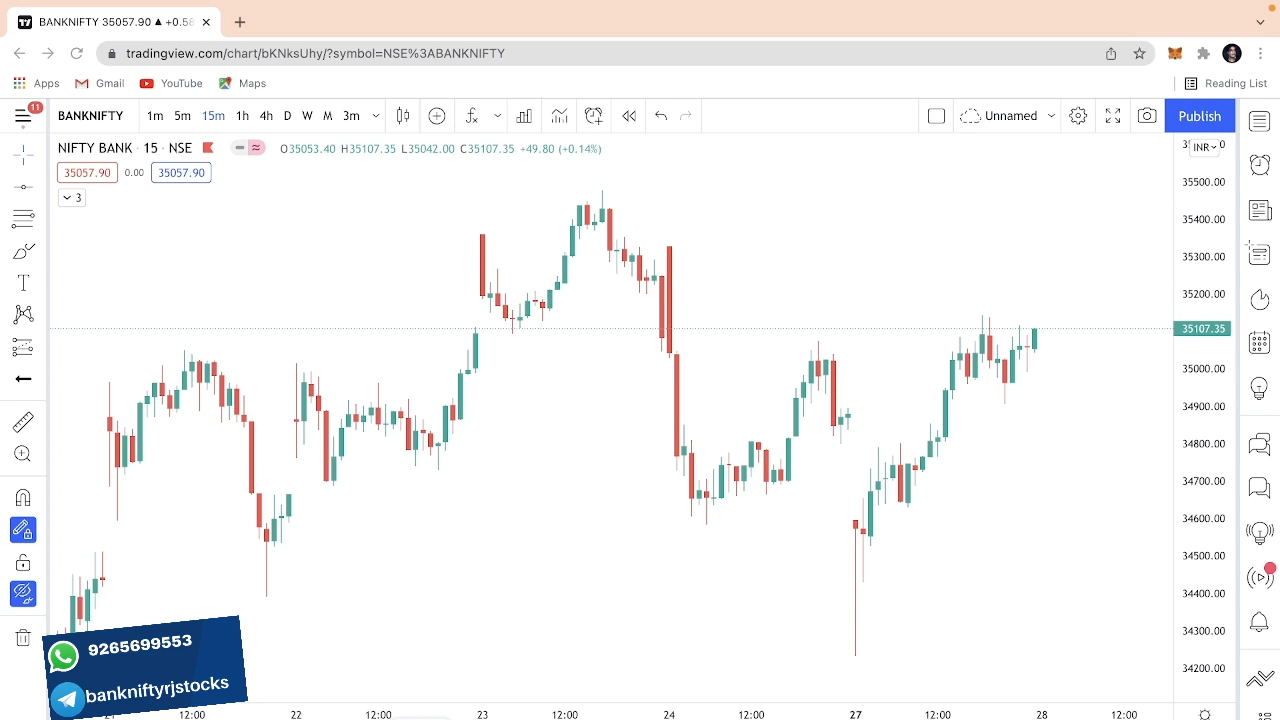 BANKNIFTY 35057.90 ▲ +0.58
tradingview.com/chart/bKNksUhy/?symbol=NSE%3ABANKNIFTY
Apps Gmail YouTube Maps Reading List
11
BANKNIFTY 1m 5m 15m 1h 4h D W M 3m Unnamed Publish
NIFTY BANK · 15 · NSE O35053.40 H35107.35 L35042.00 C35107.35 +49.80 (+0.14%)
INR
35057.90 0.00 35057.90
3
35500.00
35400.00
35300.00
35200.00
35107.35
35000.00
34900.00
34800.00
34700.00
34600.00
34500.00
34400.00
34300.00
34200.00
9265699553
bankniftyrjstocks
21 12:00 22 12:00 23 12:00 24 12:00 27 12:00 28 12:00